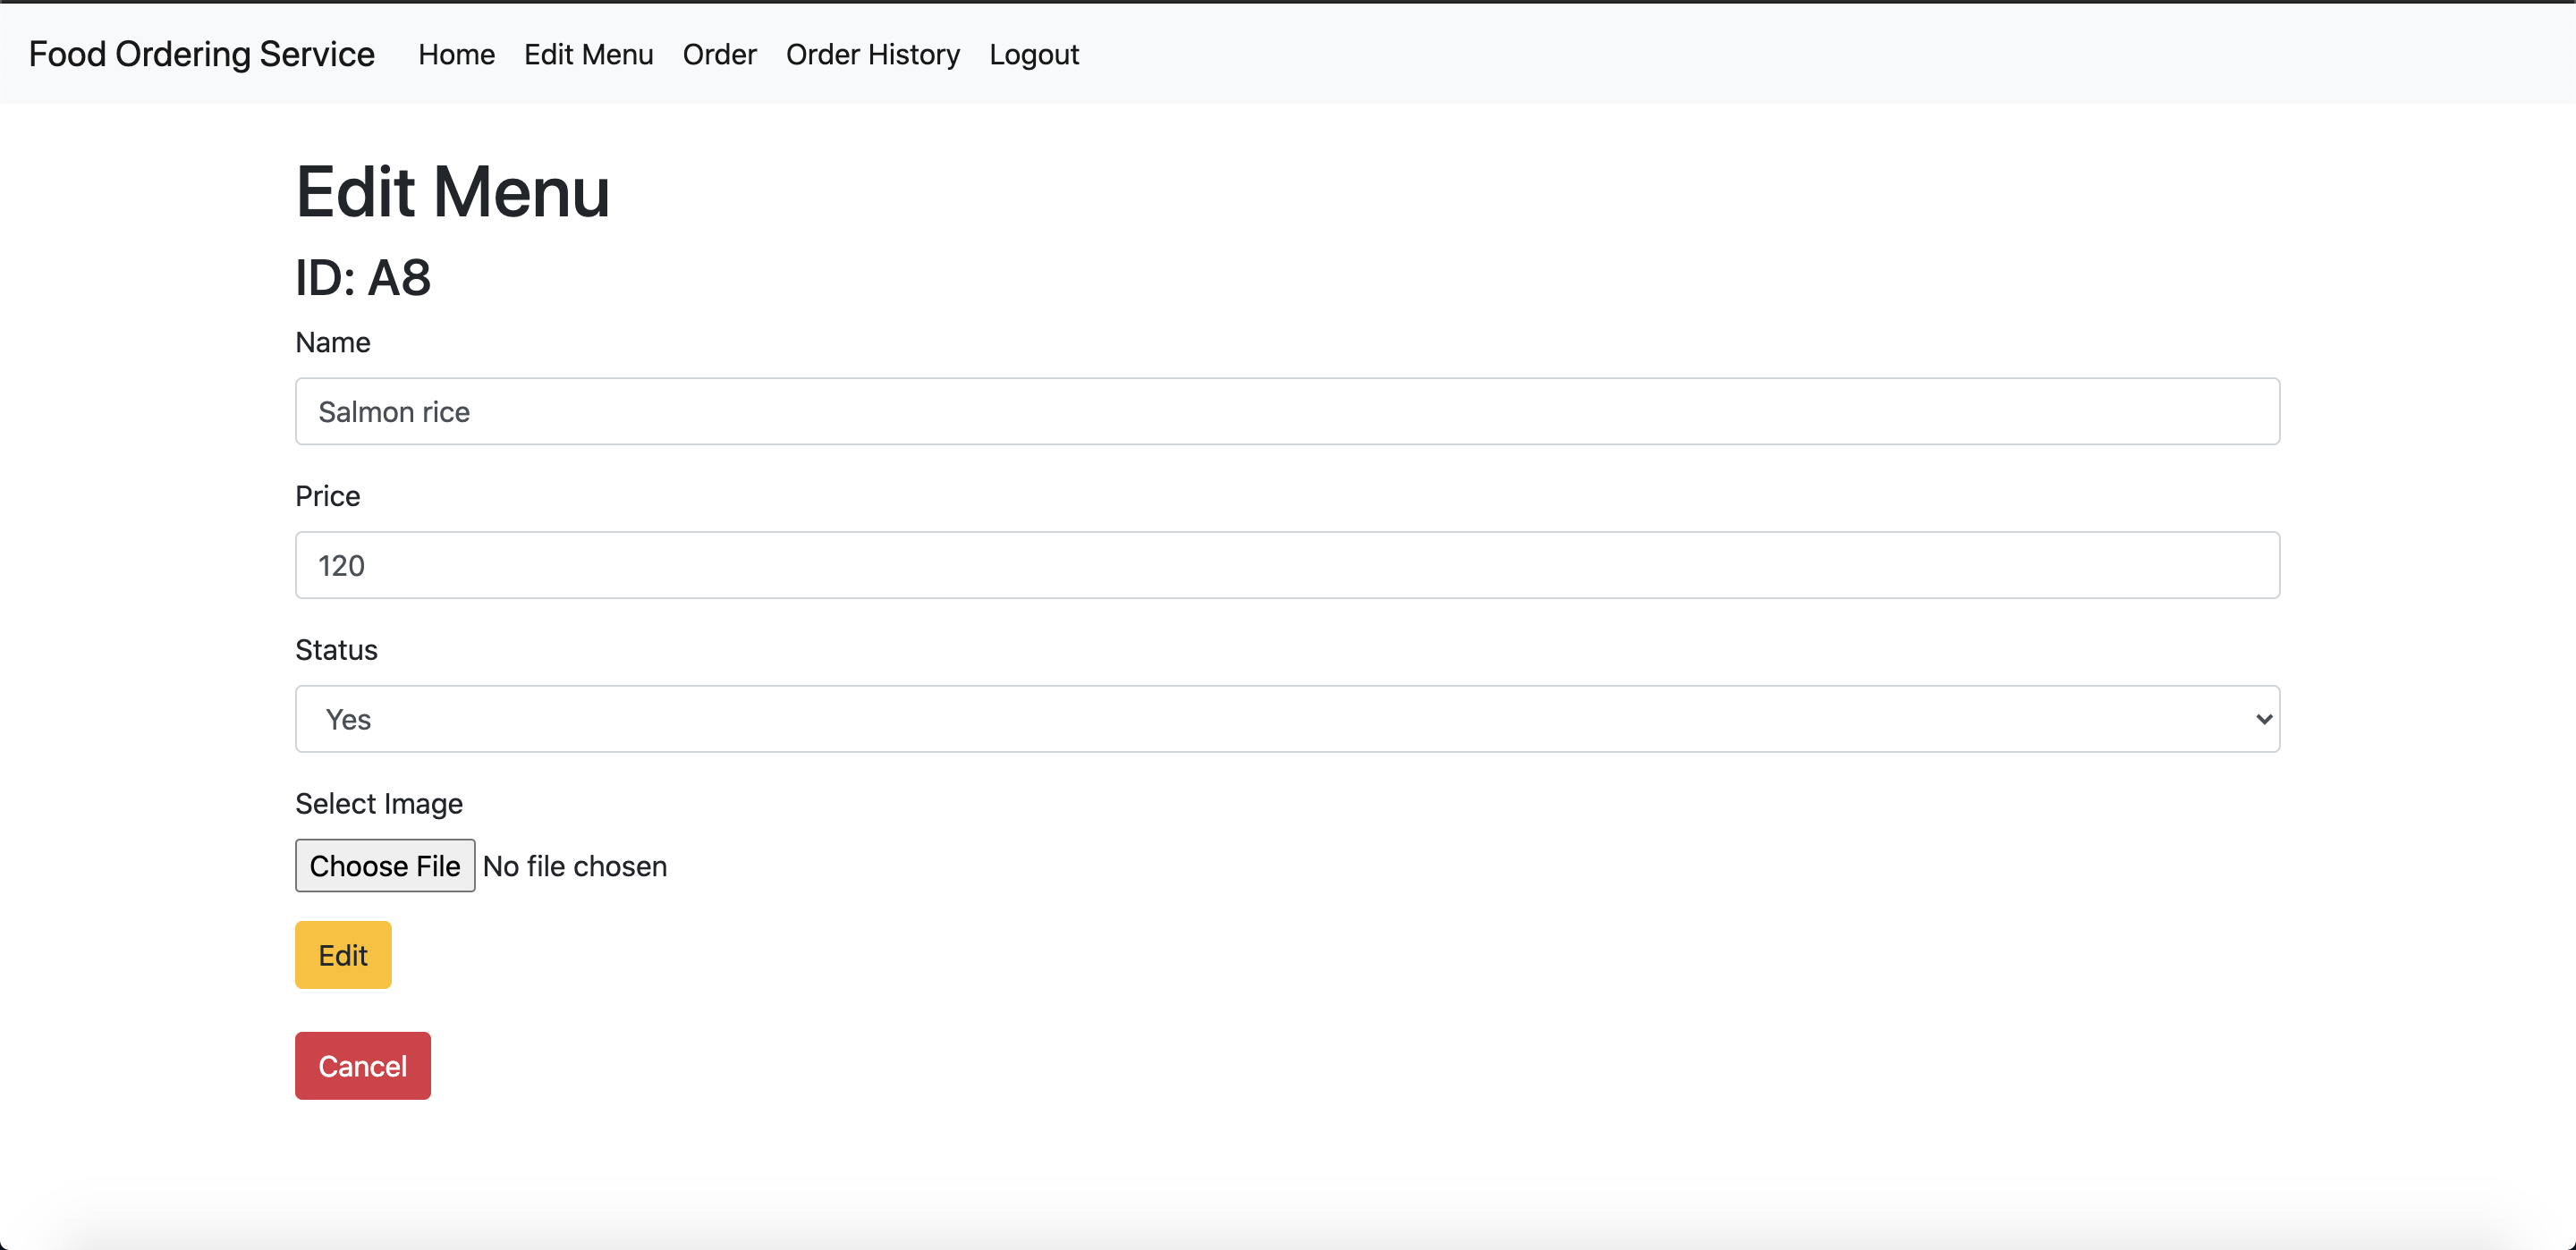 Food Ordering Service Home Edit Menu Order Order History Logout
Edit Menu
ID: A8
Name
Salmon rice
Price
120
Status
Yes
Select Image
Choose File No file chosen
Edit
Cancel